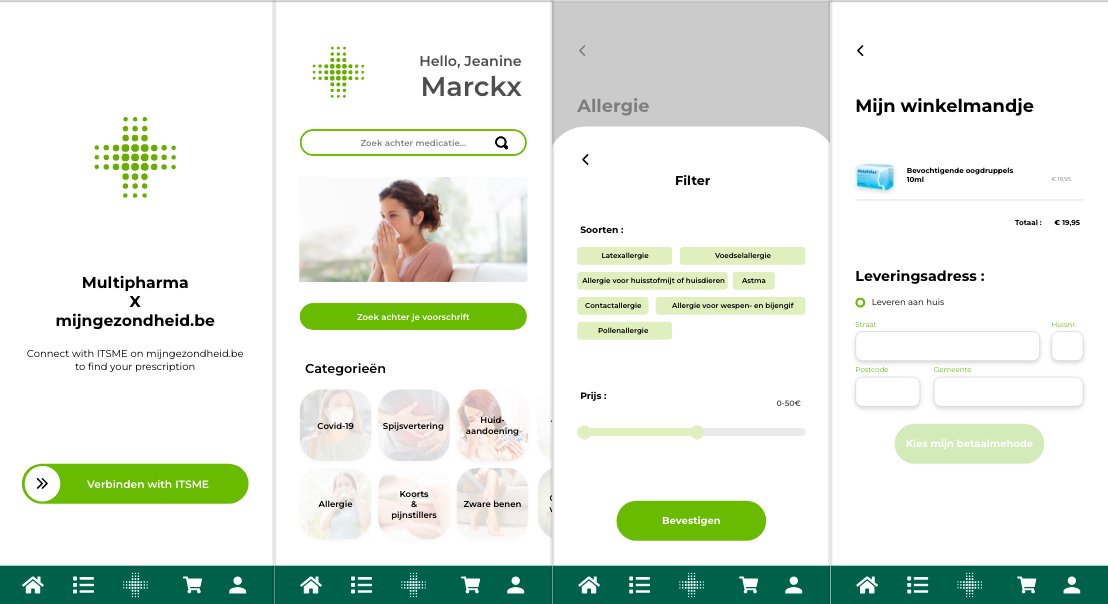 Multipharma
X
mijngezondheid.be
Connect with ITSME on mijngezondheid.be
to find your prescription
Verbinden with ITSME
Hello, Jeanine
Marckx
Zoek achter medicatie...
Zoek achter je voorschrift
Categorieën
Covid-19
Spijsvertering
Huid-
aandoening
Allergie
Koorts
&
pijnstillers
Zware benen
Allergie
Filter
Soorten :
Latexallergie
Voedselallergie
Allergie voor huisstofmijt of huisdieren
Astma
Contactallergie
Allergie voor wespen- en bijengif
Pollenallergie
Prijs :
0-50€
Bevestigen
Mijn winkelmandje
Bevochtigende oogdruppels
10ml
€ 19,95
Totaal : € 19,95
Leveringsadress :
Leveren aan huis
Straat
Huisnr.
Postcode
Gemeente
Kies mijn betaalmehode